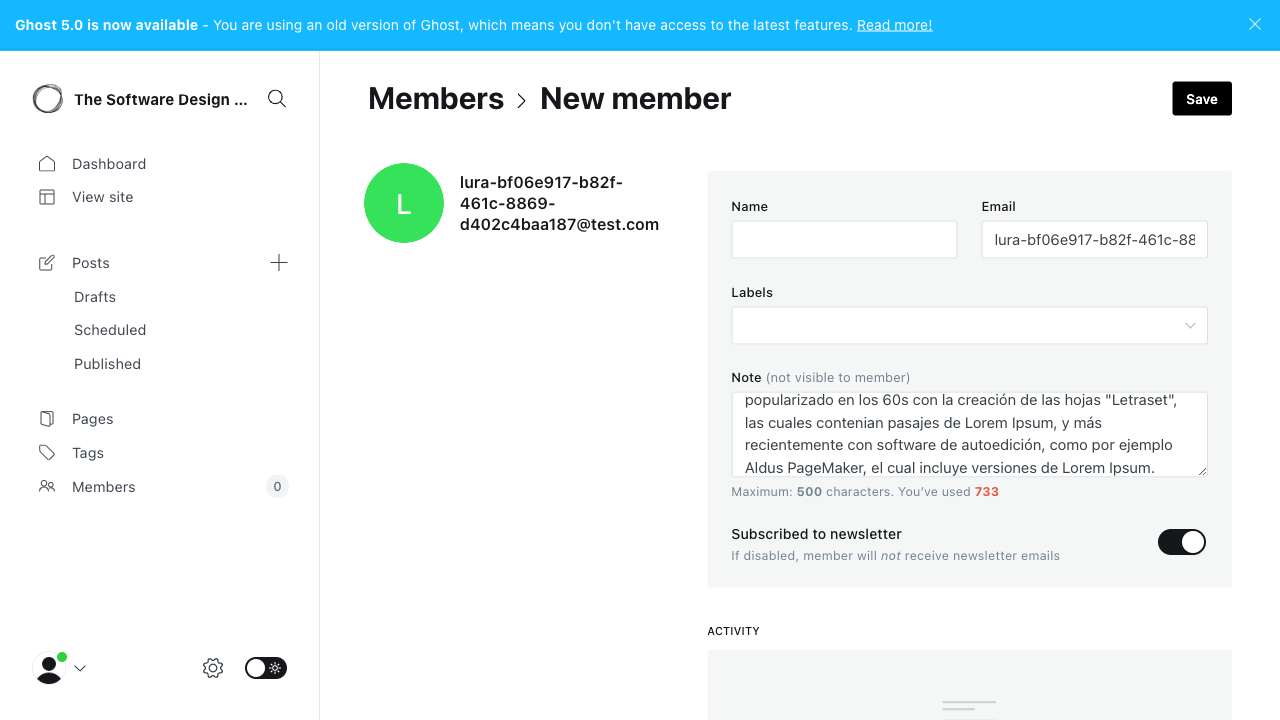 Ghost 5.0 is now available - You are using an old version of Ghost, which means you don't have access to the latest features. Read more!
The Software Design ...
Dashboard
View site
Posts
Drafts
Scheduled
Published
Pages
Tags
Members
0
Members
New member
Save
L
lura-bf06e917-b82f-
461c-8869-
d402c4baa187@test.com
Name
Email
lura-bf06e917-b82f-461c-88
Labels
Note (not visible to member)
popularizado en los 60s con la creación de las hojas "Letraset",
las cuales contenian pasajes de Lorem Ipsum, y más
recientemente con software de autoedición, como por ejemplo
Aldus PageMaker, el cual incluye versiones de Lorem Ipsum.
Maximum: 500 characters. You've used 733
Subscribed to newsletter
If disabled, member will not receive newsletter emails
ACTIVITY